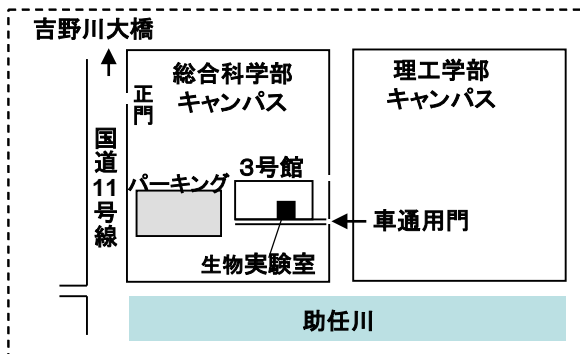 吉野川大橋
総合科学部
キャンパス
理工学部
キャンパス
正門
国道11号線
3号館
パーキング
車通用門
生物実験室
助任川